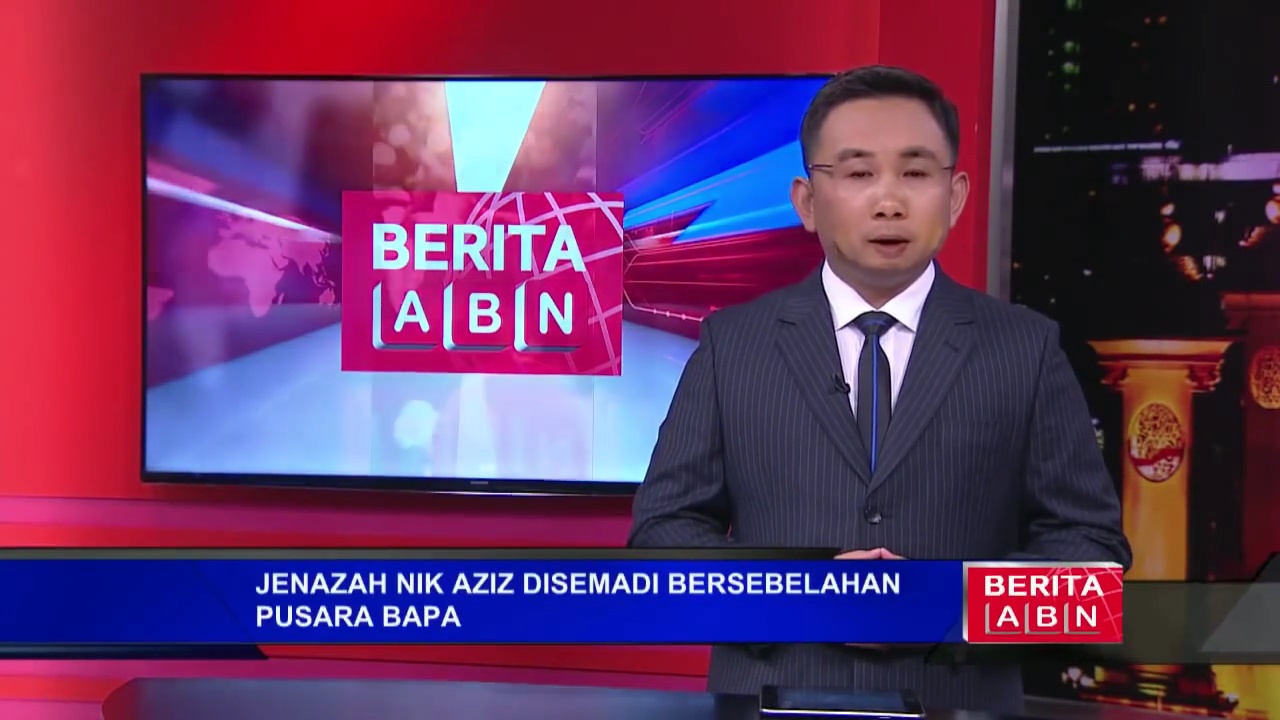 BERITA
ABN
JENAZAH NIK AZIZ DISEMADI BERSEBELAHAN
PUSARA BAPA
BERITA
ABN